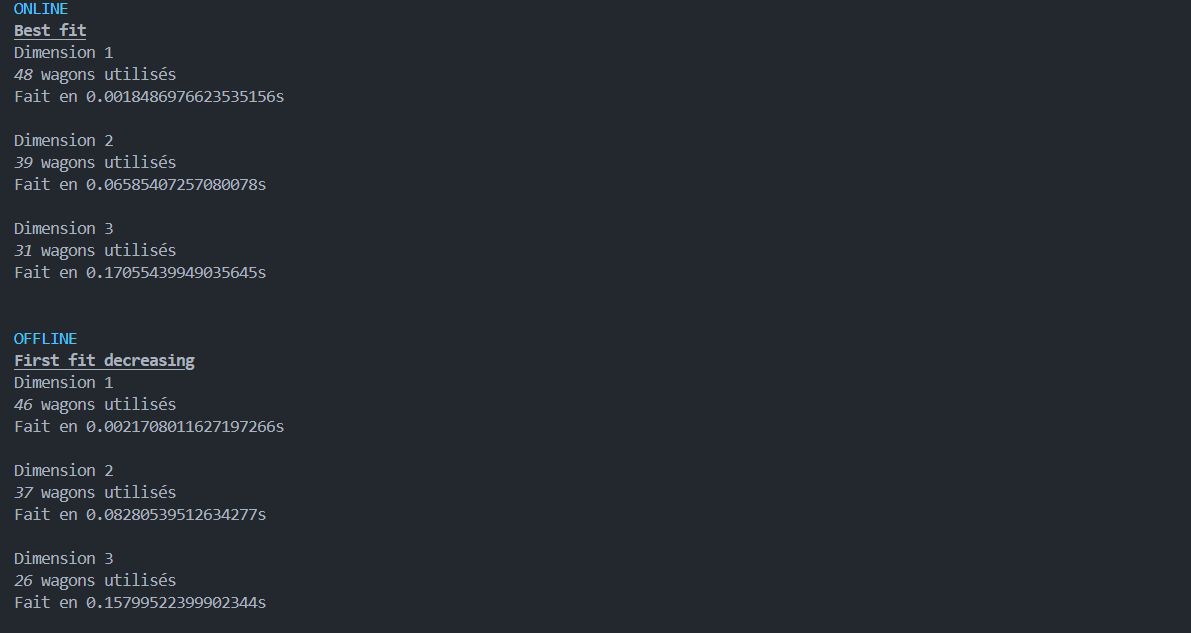 ONLINE
Best fit
Dimension 1
48 wagons utilisés
Fait en 0.0018486976623535156s
Dimension 2
39 wagons utilisés
Fait en 0.06585407257080078s
Dimension 3
31 wagons utilisés
Fait en 0.17055439949035645s
OFFLINE
First fit decreasing
Dimension 1
46 wagons utilisés
Fait en 0.0021708011627197266s
Dimension 2
37 wagons utilisés
Fait en 0.08280539512634277s
Dimension 3
26 wagons utilisés
Fait en 0.15799522399902344s